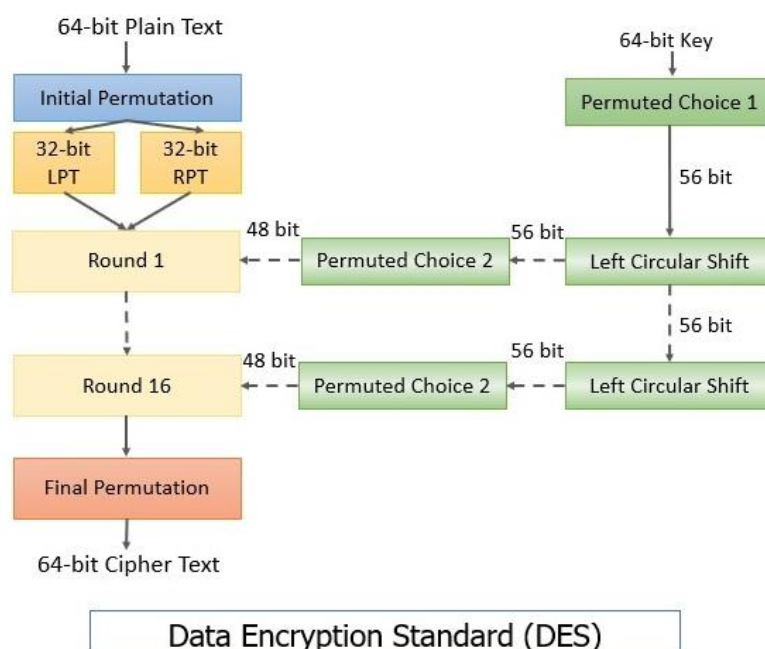 64-bit Plain Text
64-bit Key
Initial Permutation
Permuted Choice 1
32-bit
LPT
32-bit
RPT
56 bit
48 bit
56 bit
Round 1
Permuted Choice 2
Left Circular Shift
56 bit
48 bit
56 bit
Round 16
Permuted Choice 2
Left Circular Shift
Final Permutation
64-bit Cipher Text
Data Encryption Standard (DES)